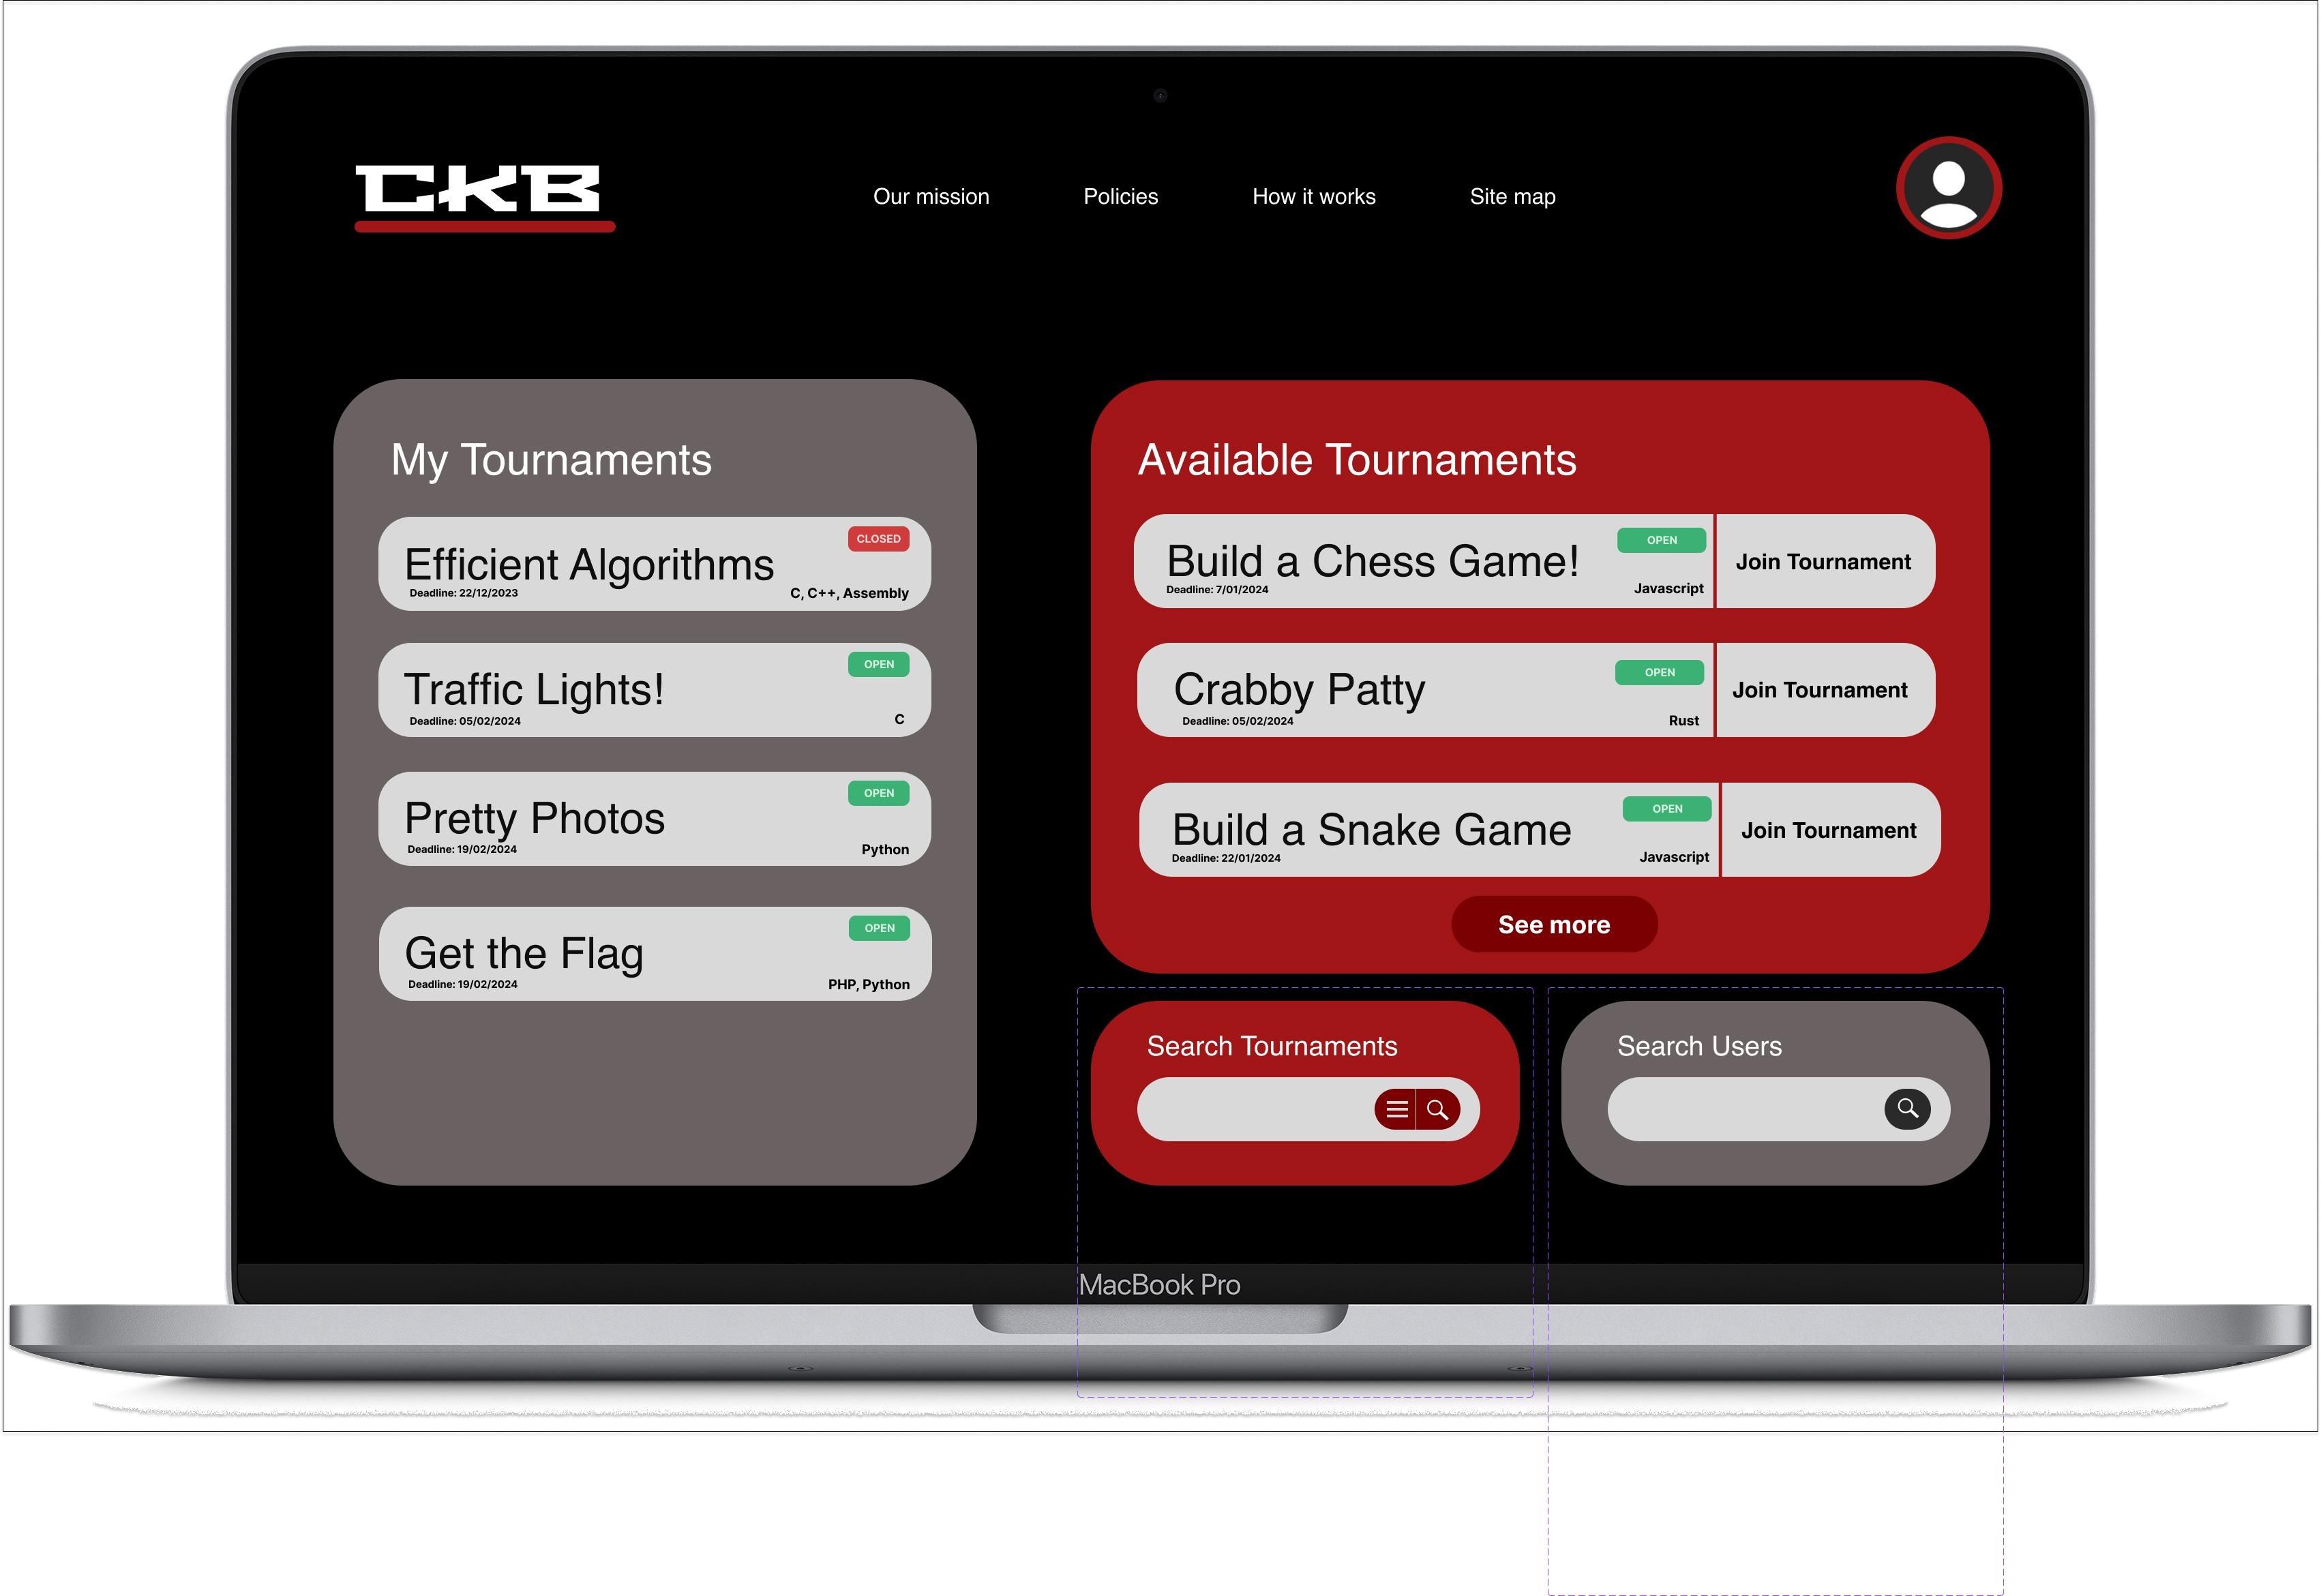 CKB
Our mission
Policies
How it works
Site map
My Tournaments
Efficient Algorithms
CLOSED
Deadline: 22/12/2023
C, C++, Assembly
Traffic Lights!
OPEN
Deadline: 05/02/2024
C
Pretty Photos
OPEN
Deadline: 19/02/2024
Python
Get the Flag
OPEN
Deadline: 19/02/2024
PHP, Python
Available Tournaments
Build a Chess Game!
OPEN
Deadline: 7/01/2024
Javascript
Join Tournament
Crabby Patty
OPEN
Deadline: 05/02/2024
Rust
Join Tournament
Build a Snake Game
OPEN
Deadline: 22/01/2024
Javascript
Join Tournament
See more
Search Tournaments
Search Users
MacBook Pro